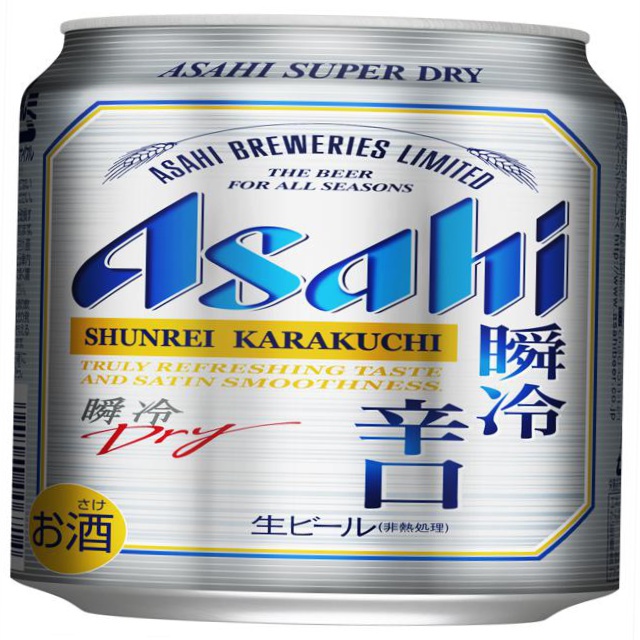 ASAHI SUPER DRY
ASAHI BREWERIES LIMITED
THE BEER
FOR ALL SEASONS
Asahi
SHUNREI KARAKUCHI
TRULY REFRESHING TASTE
AND SATIN SMOOTHNESS.
瞬冷
辛口
瞬冷
Dry
生ビール(非熱処理)
さけ
お酒